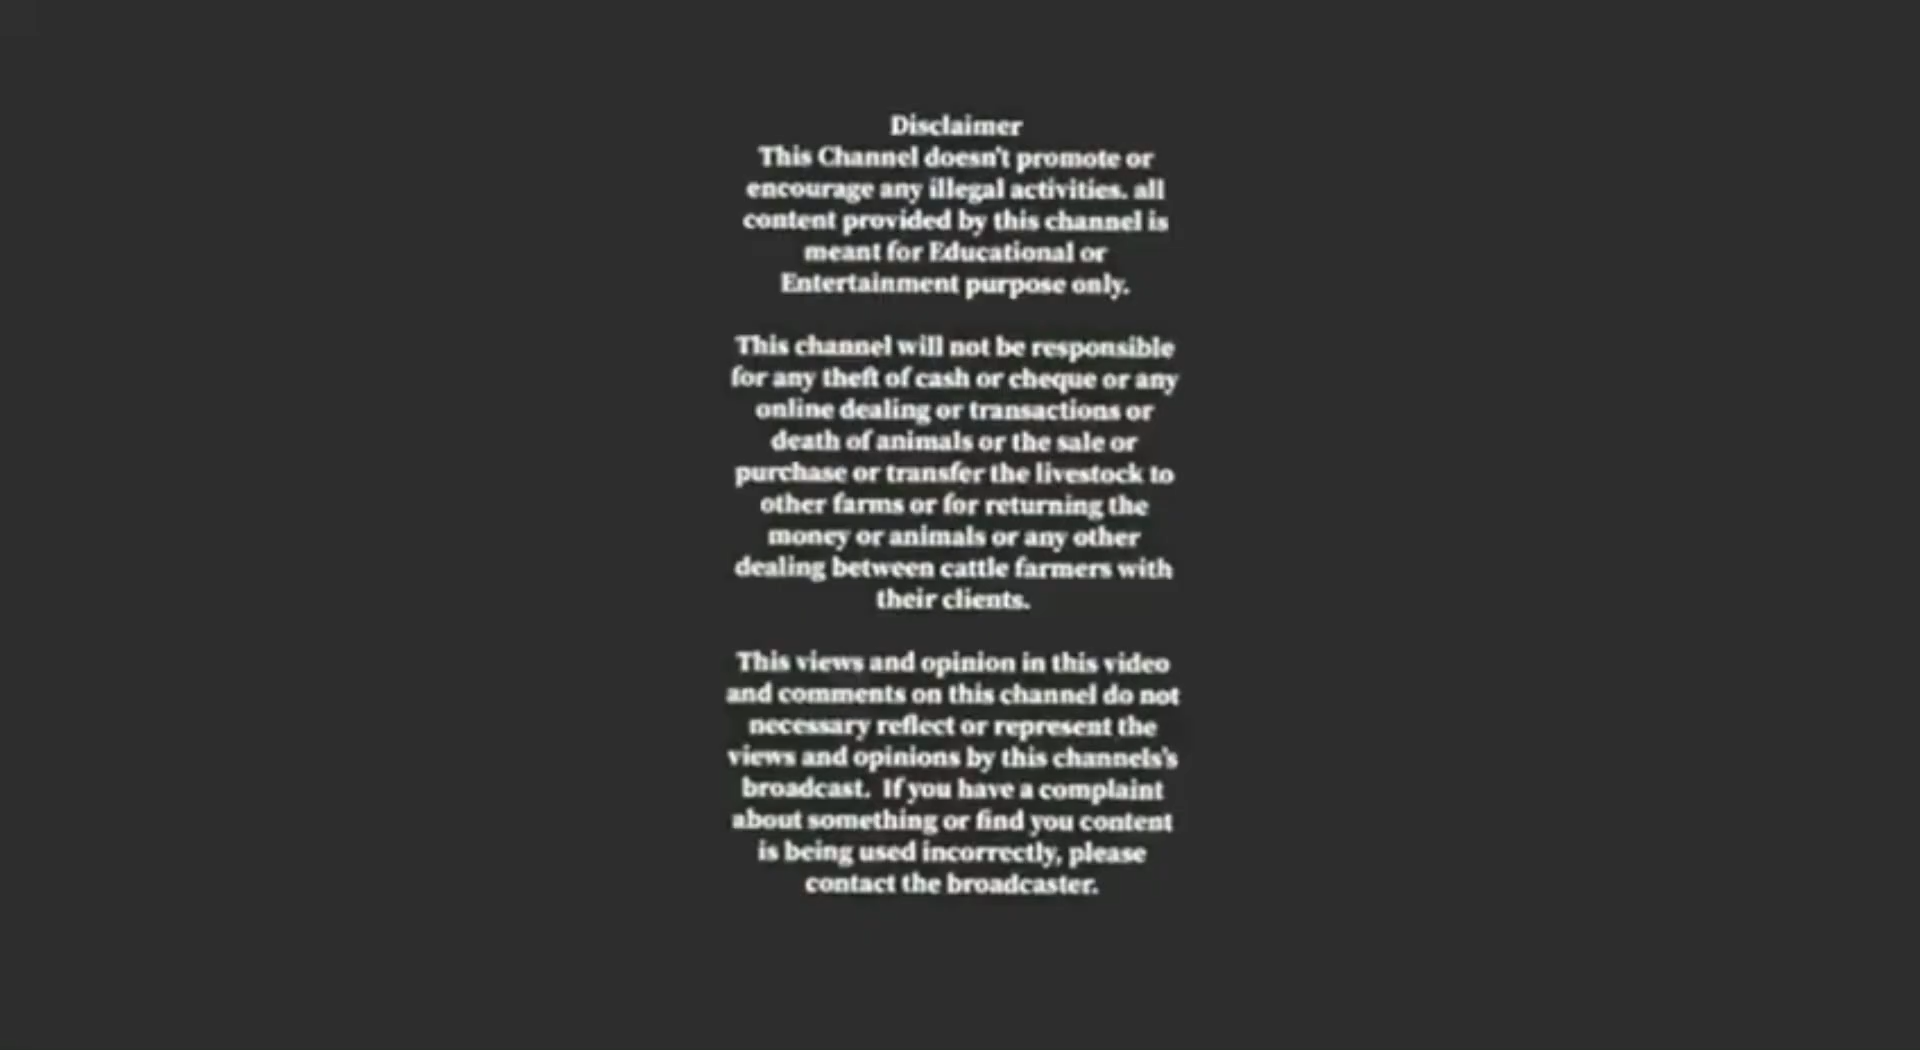 Disclaimer
This Channel doesn't promote or
encourage any illegal activities. all
content provided by this channel is
meant for Educational or
Entertainment purpose only.
This channel will not be responsible
for any theft of cash or cheque or any
online dealing or transactions or
death of animals or the sale or
purchase or transfer the livestock to
other farms or for returning the
money or animals or any other
dealing between cattle farmers with
their clients.
This views and opinion in this video
and comments on this channel do not
necessary reflect or represent the
views and opinions by this channels's
broadcast. If you have a complaint
about something or find you content
is being used incorrectly, please
contact the broadcaster.